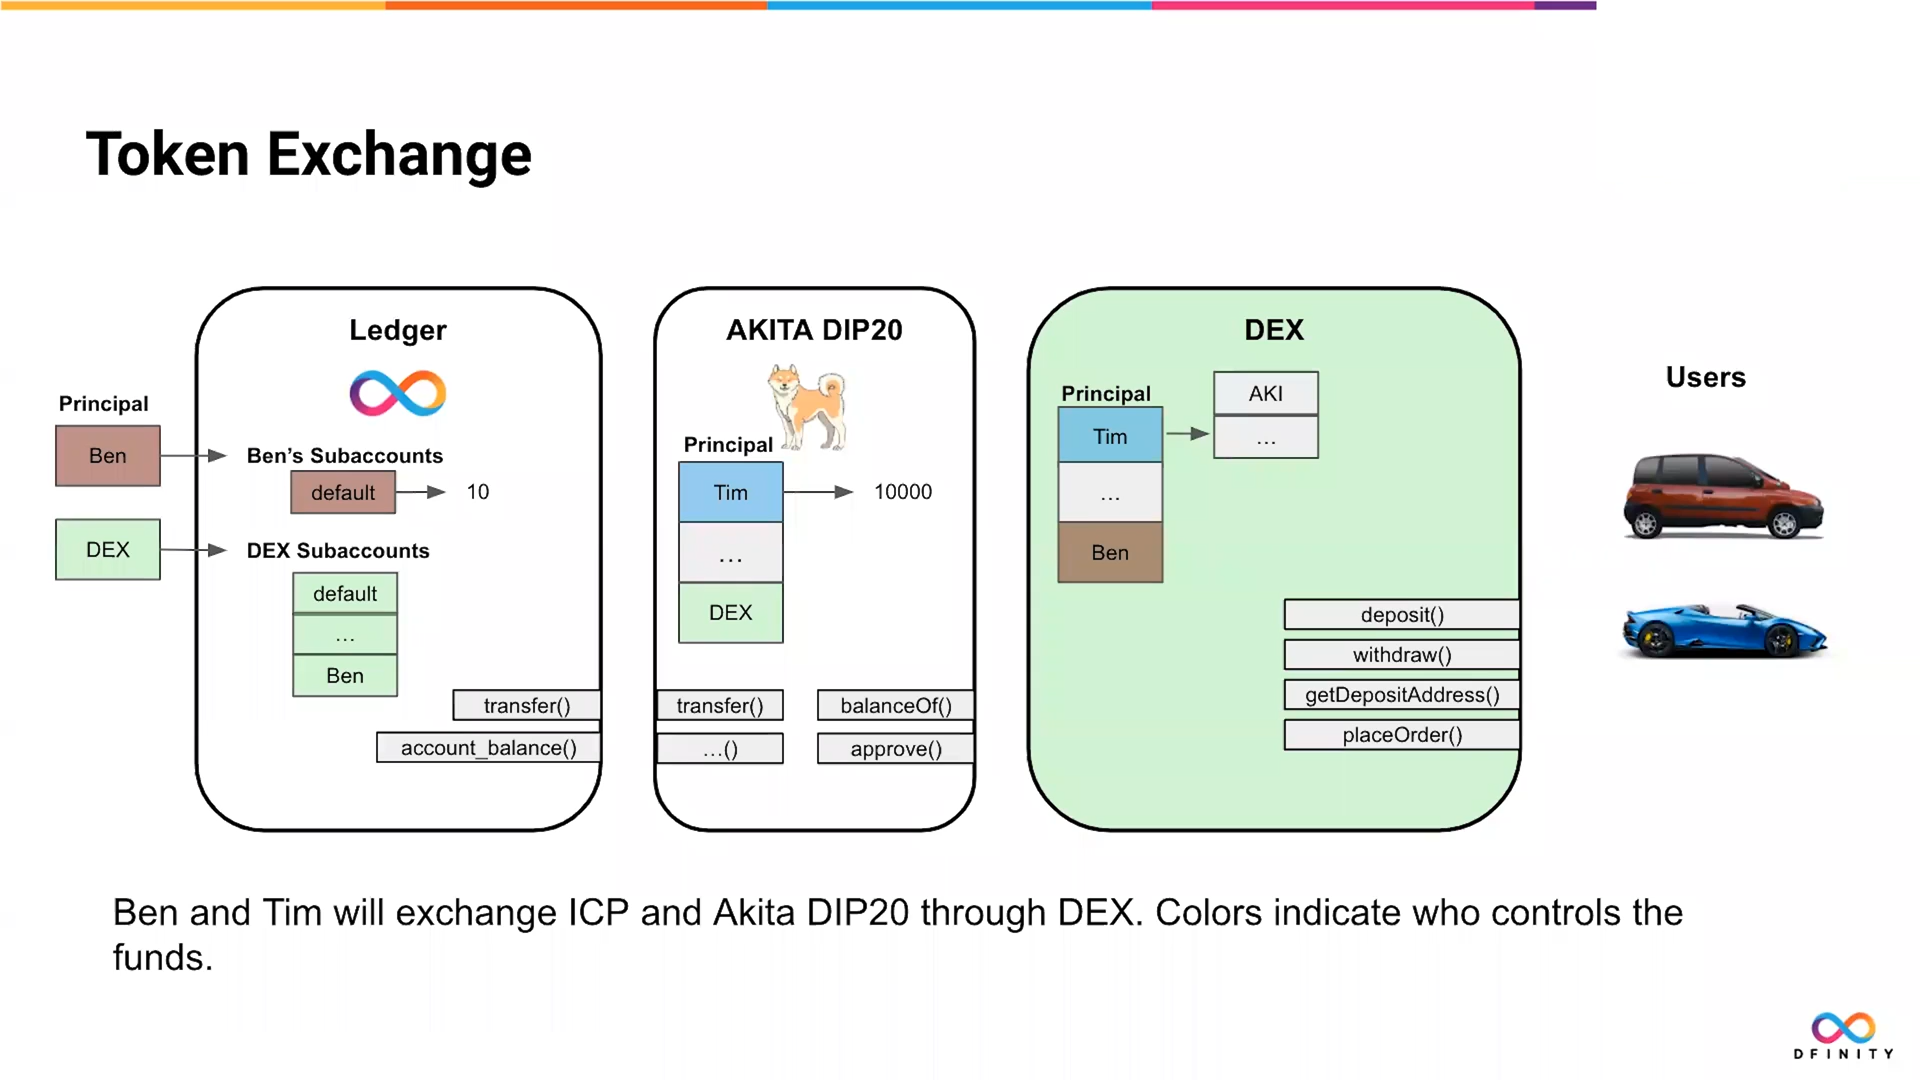 Token Exchange
Ledger
Principal
Ben
Ben’s Subaccounts
default
10
DEX
DEX Subaccounts
default
...
Ben
transfer()
account_balance()
AKITA DIP20
Principal
Tim
10000
...
DEX
transfer()
balanceOf()
...()
approve()
DEX
Principal
Tim
...
Ben
AKI
...
deposit()
withdraw()
getDepositAddress()
placeOrder()
Users
Ben and Tim will exchange ICP and Akita DIP20 through DEX. Colors indicate who controls the
funds.
DFINITY